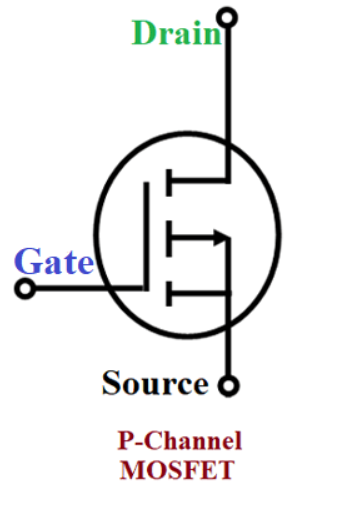 Drain
Gate
Source
P-Channel
MOSFET